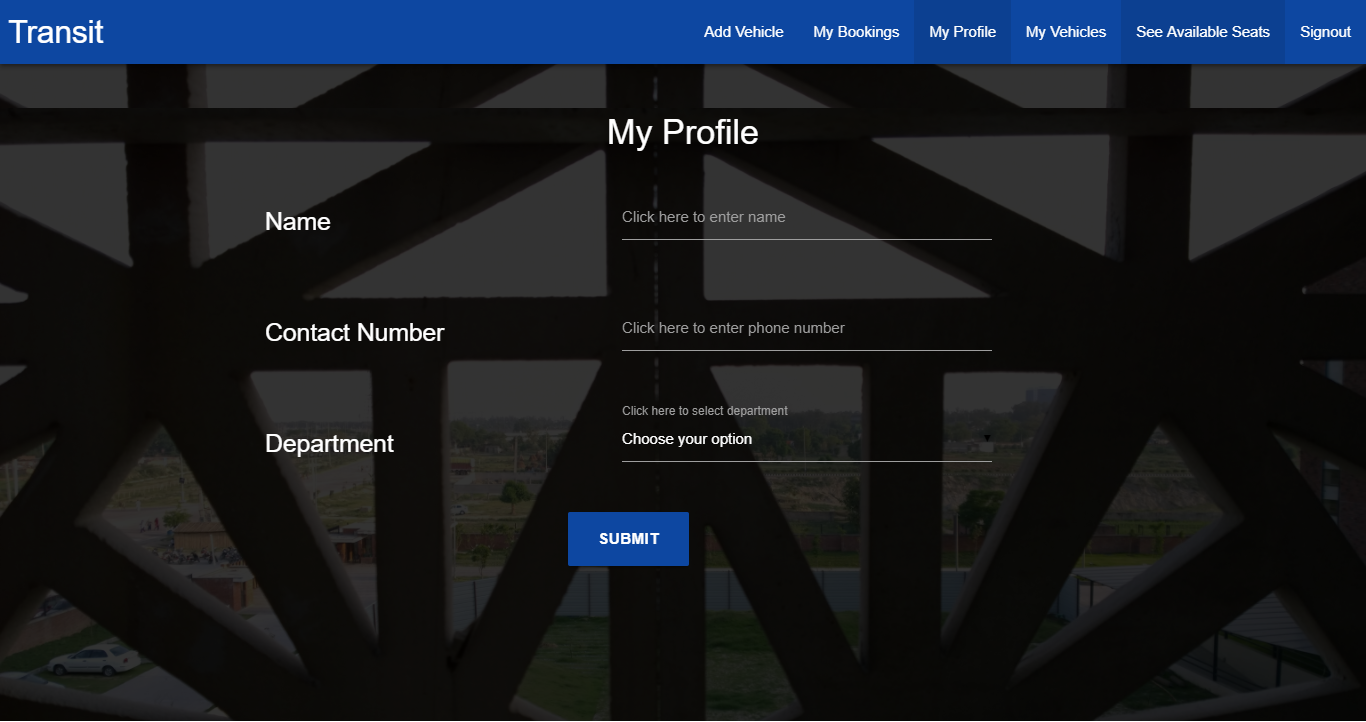 Transit
Add Vehicle
My Bookings
My Profile
My Vehicles
See Available Seats
Signout
My Profile
Name
Click here to enter name
Contact Number
Click here to enter phone number
Click here to select department
Department
Choose your option
SUBMIT